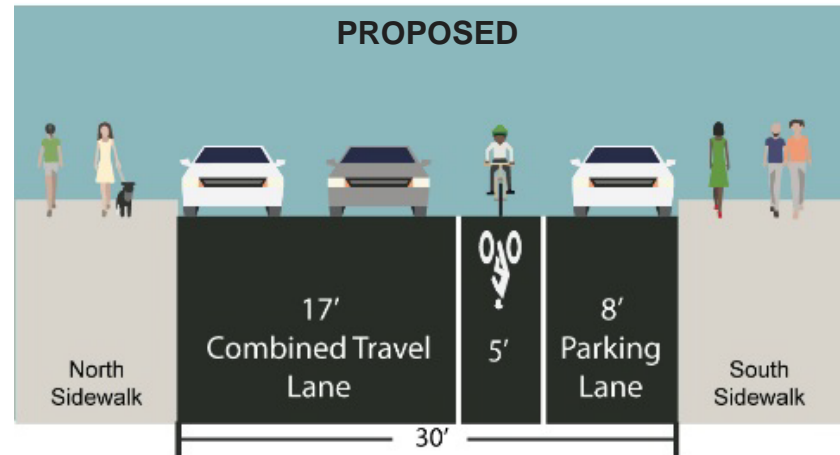 PROPOSED
17’
Combined Travel
Lane
5’
8’
Parking
Lane
North
Sidewalk
South
Sidewalk
30’